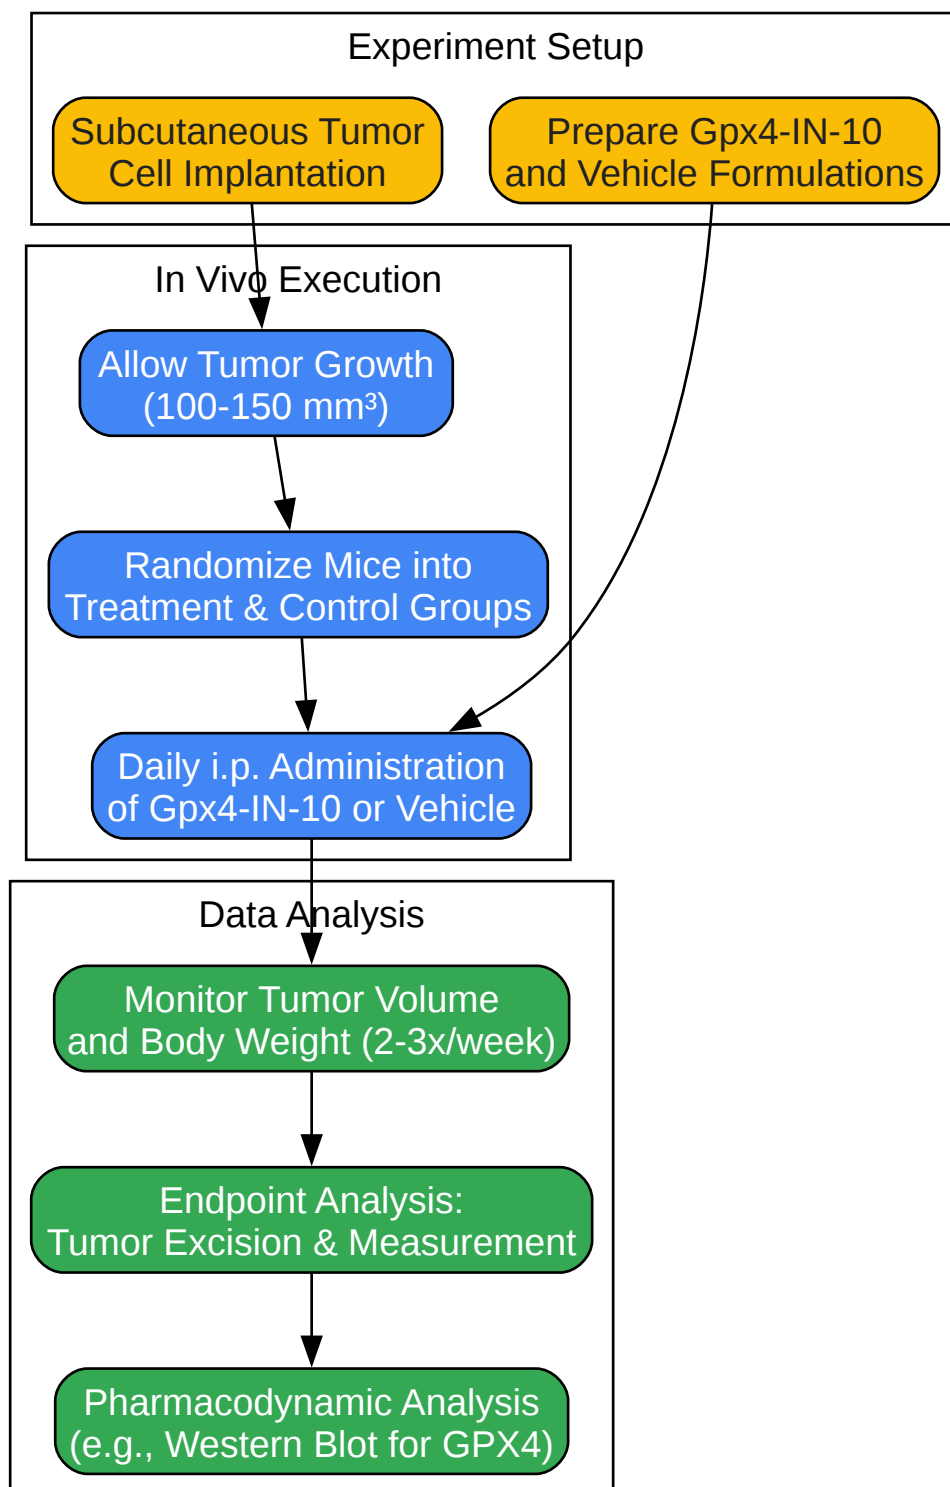 Experiment Setup
Subcutaneous Tumor
Cell Implantation
Prepare Gpx4-IN-10
and Vehicle Formulations
In Vivo Execution
Allow Tumor Growth
(100-150 mm³)
Randomize Mice into
Treatment & Control Groups
Daily i.p. Administration
of Gpx4-IN-10 or Vehicle
Data Analysis
Monitor Tumor Volume
and Body Weight (2-3x/week)
Endpoint Analysis:
Tumor Excision & Measurement
Pharmacodynamic Analysis
(e.g., Western Blot for GPX4)